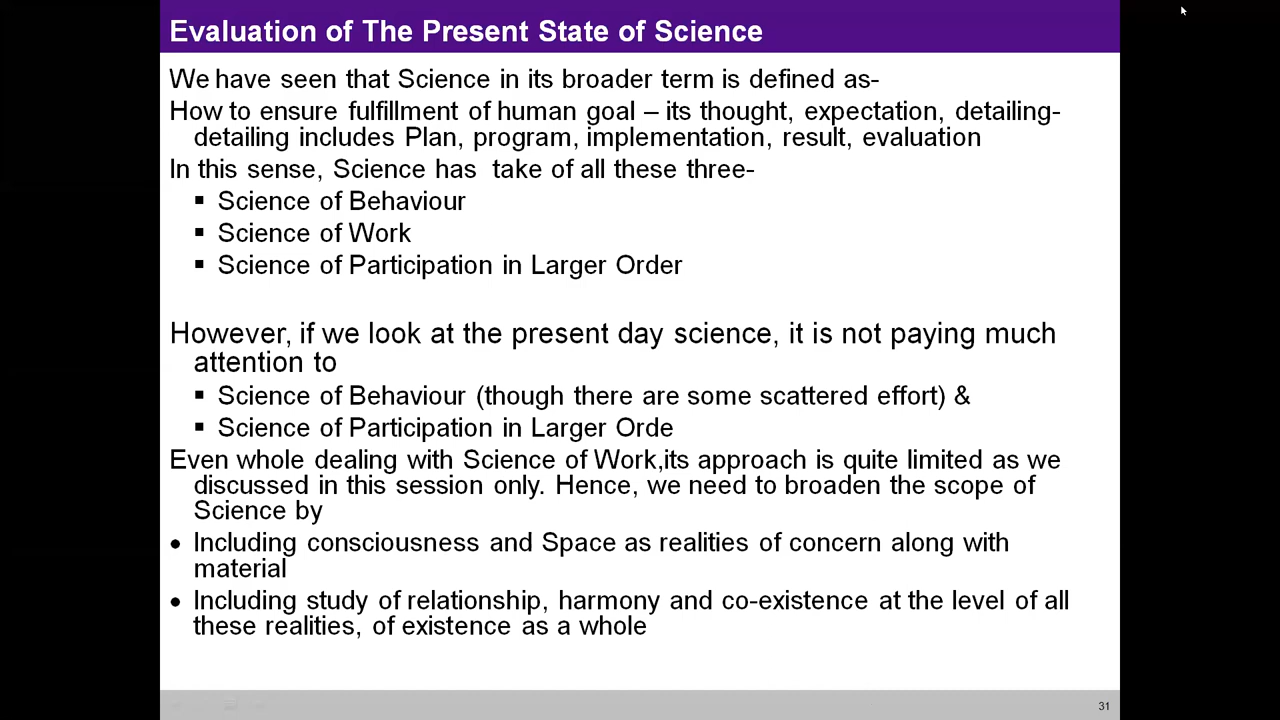 Evaluation of The Present State of Science
We have seen that Science in its broader term is defined as-
How to ensure fulfillment of human goal – its thought, expectation, detailing-
detailing includes Plan, program, implementation, result, evaluation
In this sense, Science has take of all these three-
▪ Science of Behaviour
▪ Science of Work
▪ Science of Participation in Larger Order
However, if we look at the present day science, it is not paying much
attention to
▪ Science of Behaviour (though there are some scattered effort) &
▪ Science of Participation in Larger Orde
Even whole dealing with Science of Work,its approach is quite limited as we
discussed in this session only. Hence, we need to broaden the scope of
Science by
• Including consciousness and Space as realities of concern along with
material
• Including study of relationship, harmony and co-existence at the level of all
these realities, of existence as a whole
31